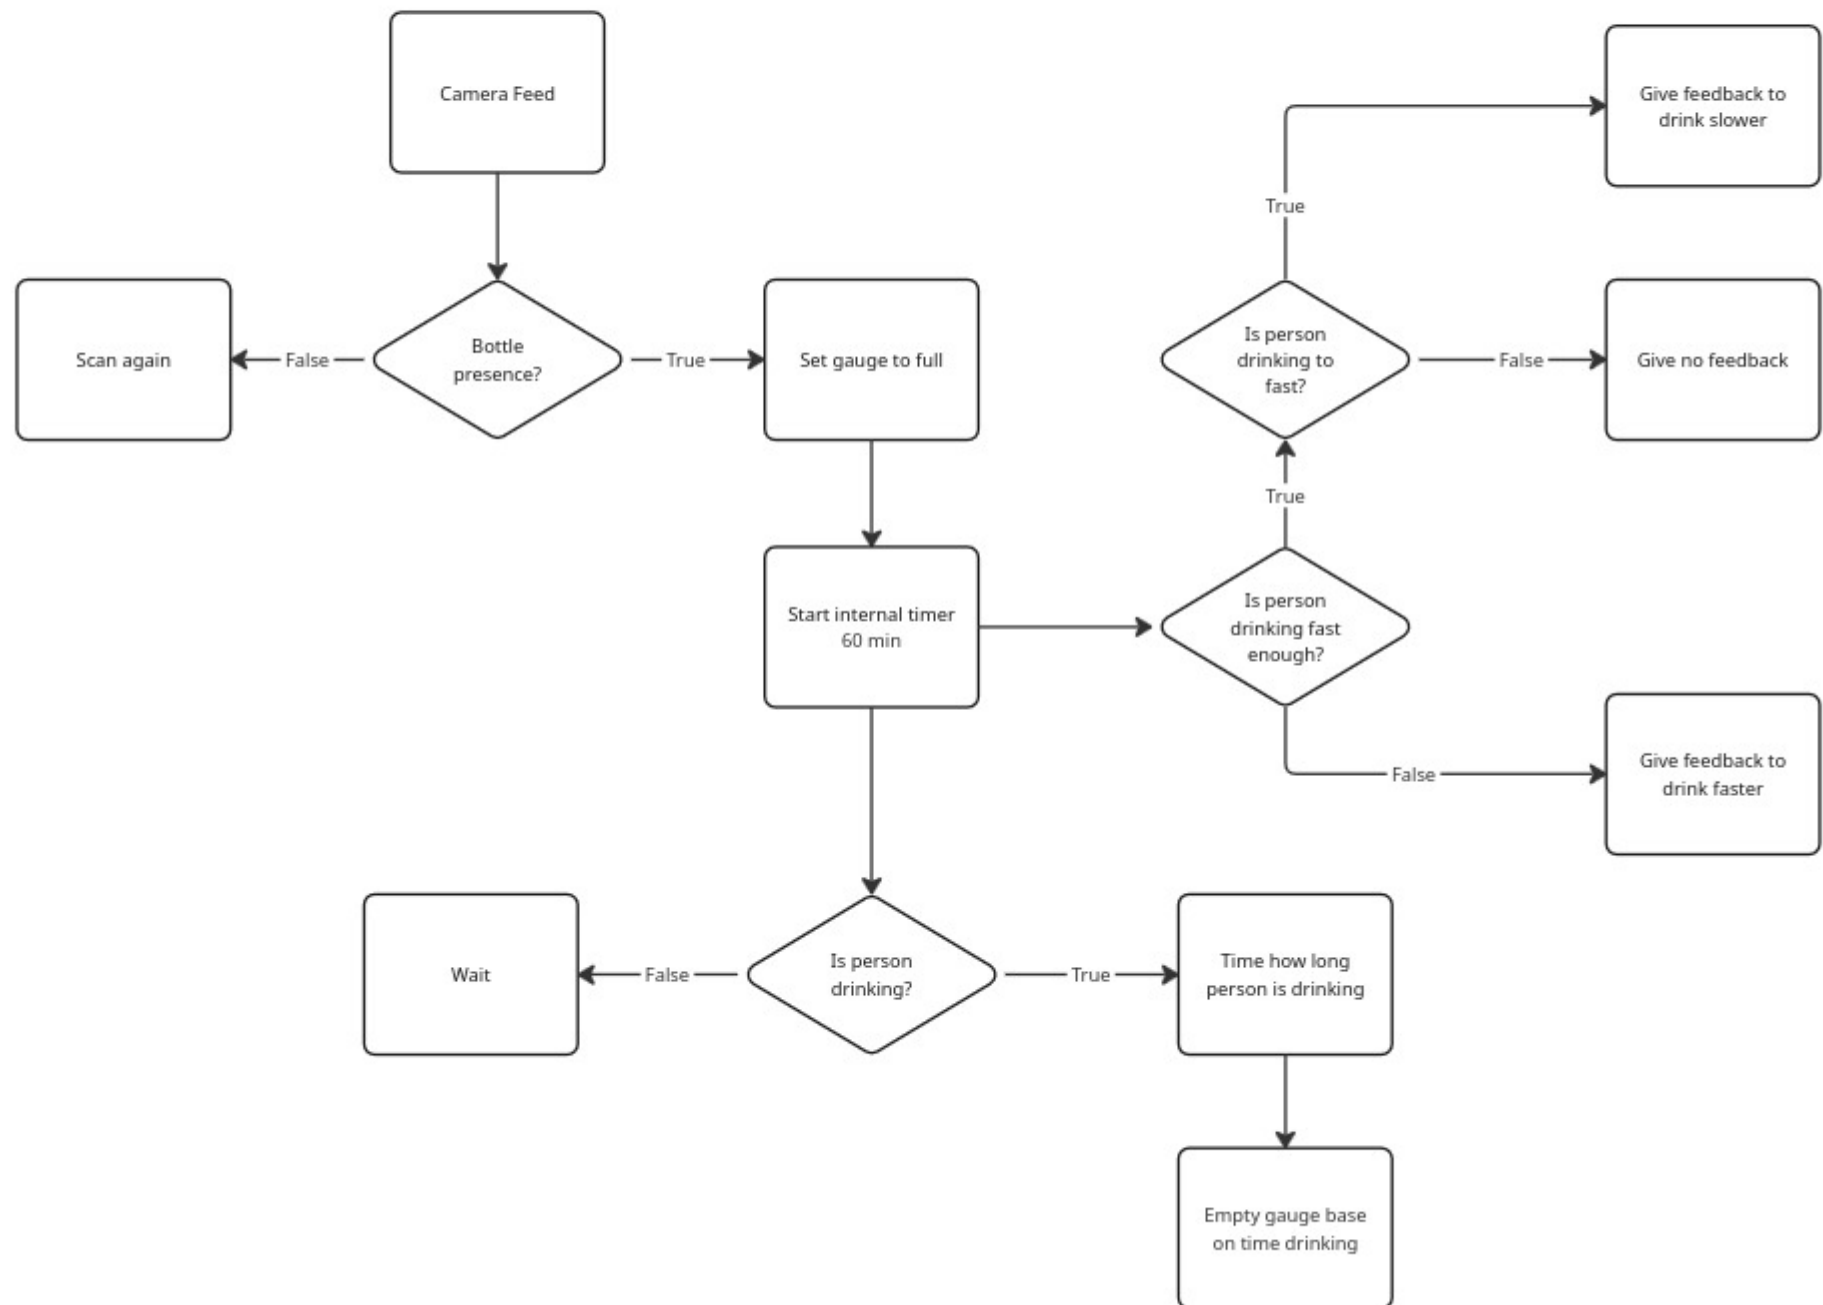 Camera Feed
Give feedback to
drink slower
True
Scan again
False
Bottle
presence?
True
Set gauge to full
Is person
drinking to
fast?
False
Give no feedback
True
Start internal timer
60 min
Is person
drinking fast
enough?
False
Give feedback to
drink faster
Wait
False
Is person
drinking?
True
Time how long
person is drinking
Empty gauge base
on time drinking